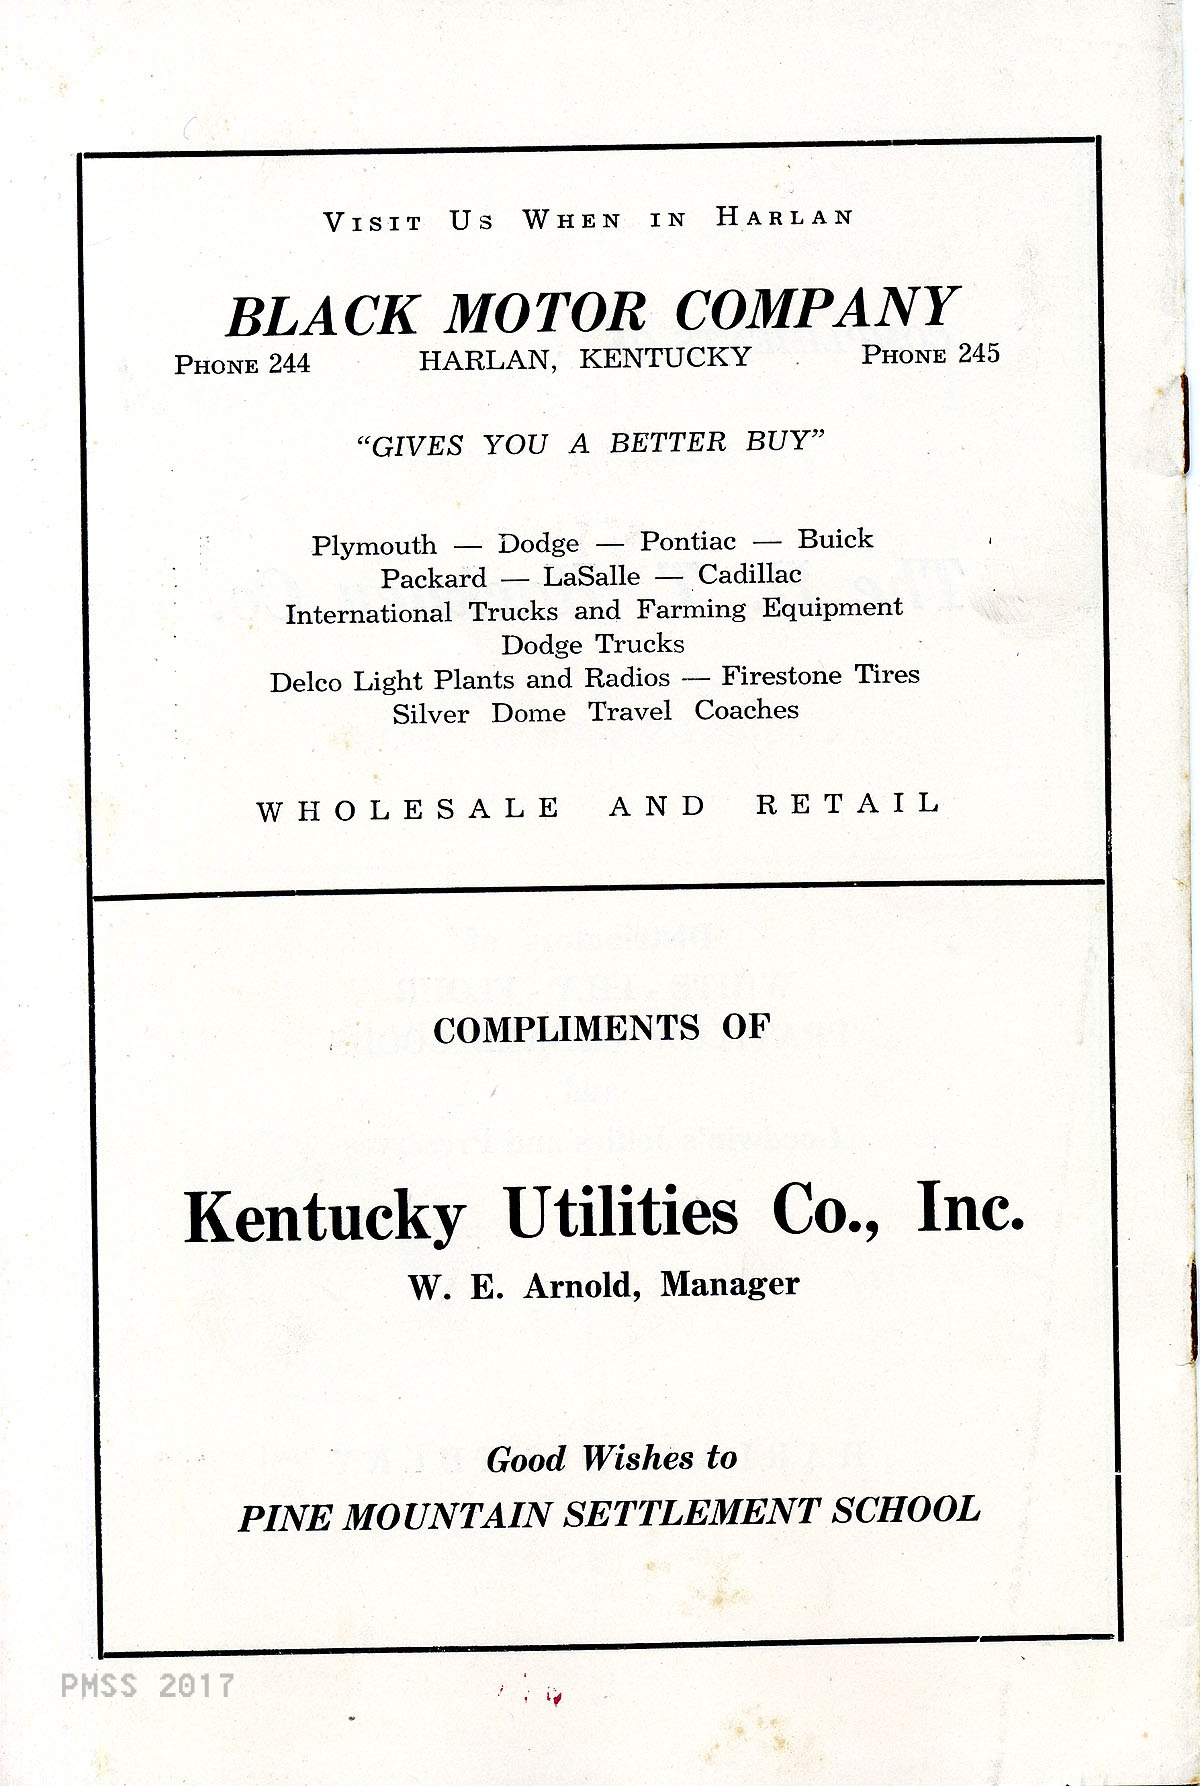 Visit Us When in Harlan
BLACK MOTOR COMPANY
Phone 244 HARLAN, KENTUCKY Phone 245
“GIVES YOU A BETTER BUY”
Plymouth — Dodge — Pontiac — Buick
Packard — LaSalle — Cadillac
International Trucks and Farming Equipment
Dodge Trucks
Delco Light Plants and Radios — Firestone Tires
Silver Dome Travel Coaches
WHOLESALE AND RETAIL
COMPLIMENTS OF
Kentucky Utilities Co., Inc.
W. E. Arnold, Manager
Good Wishes to
PINE MOUNTAIN SETTLEMENT SCHOOL
PMSS 2017